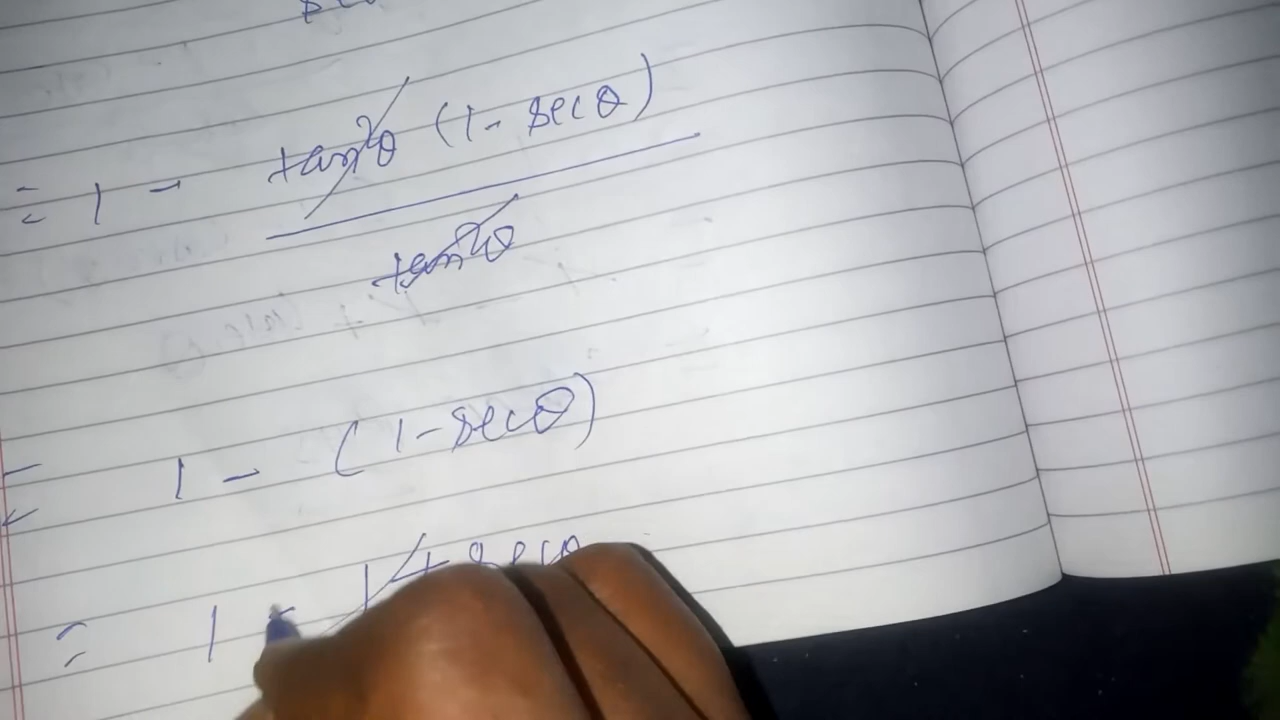 = 1 - tan²θ (1 - secθ)
tan²θ
= 1 - (1 - secθ)
= 1 - 1 + secθ